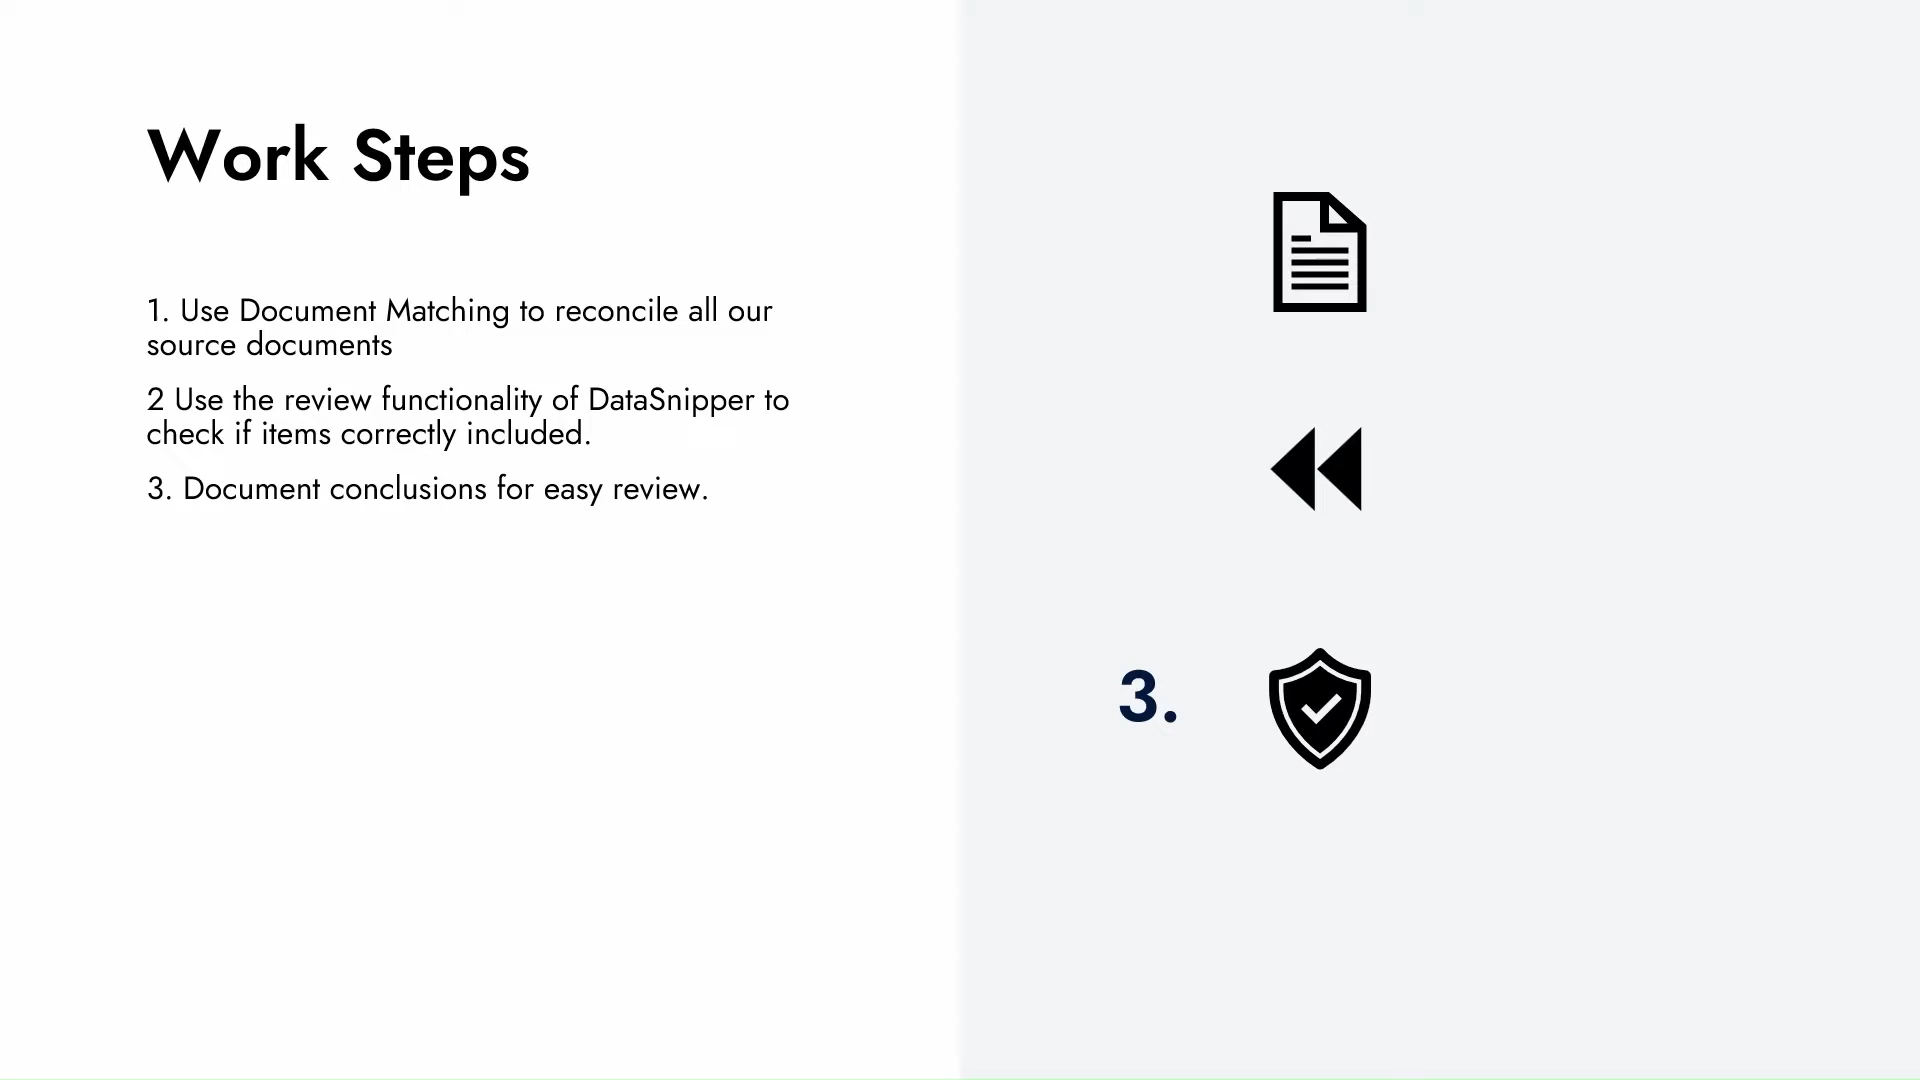 Work Steps
1. Use Document Matching to reconcile all our
source documents
2 Use the review functionality of DataSnipper to
check if items correctly included.
3. Document conclusions for easy review.
3.